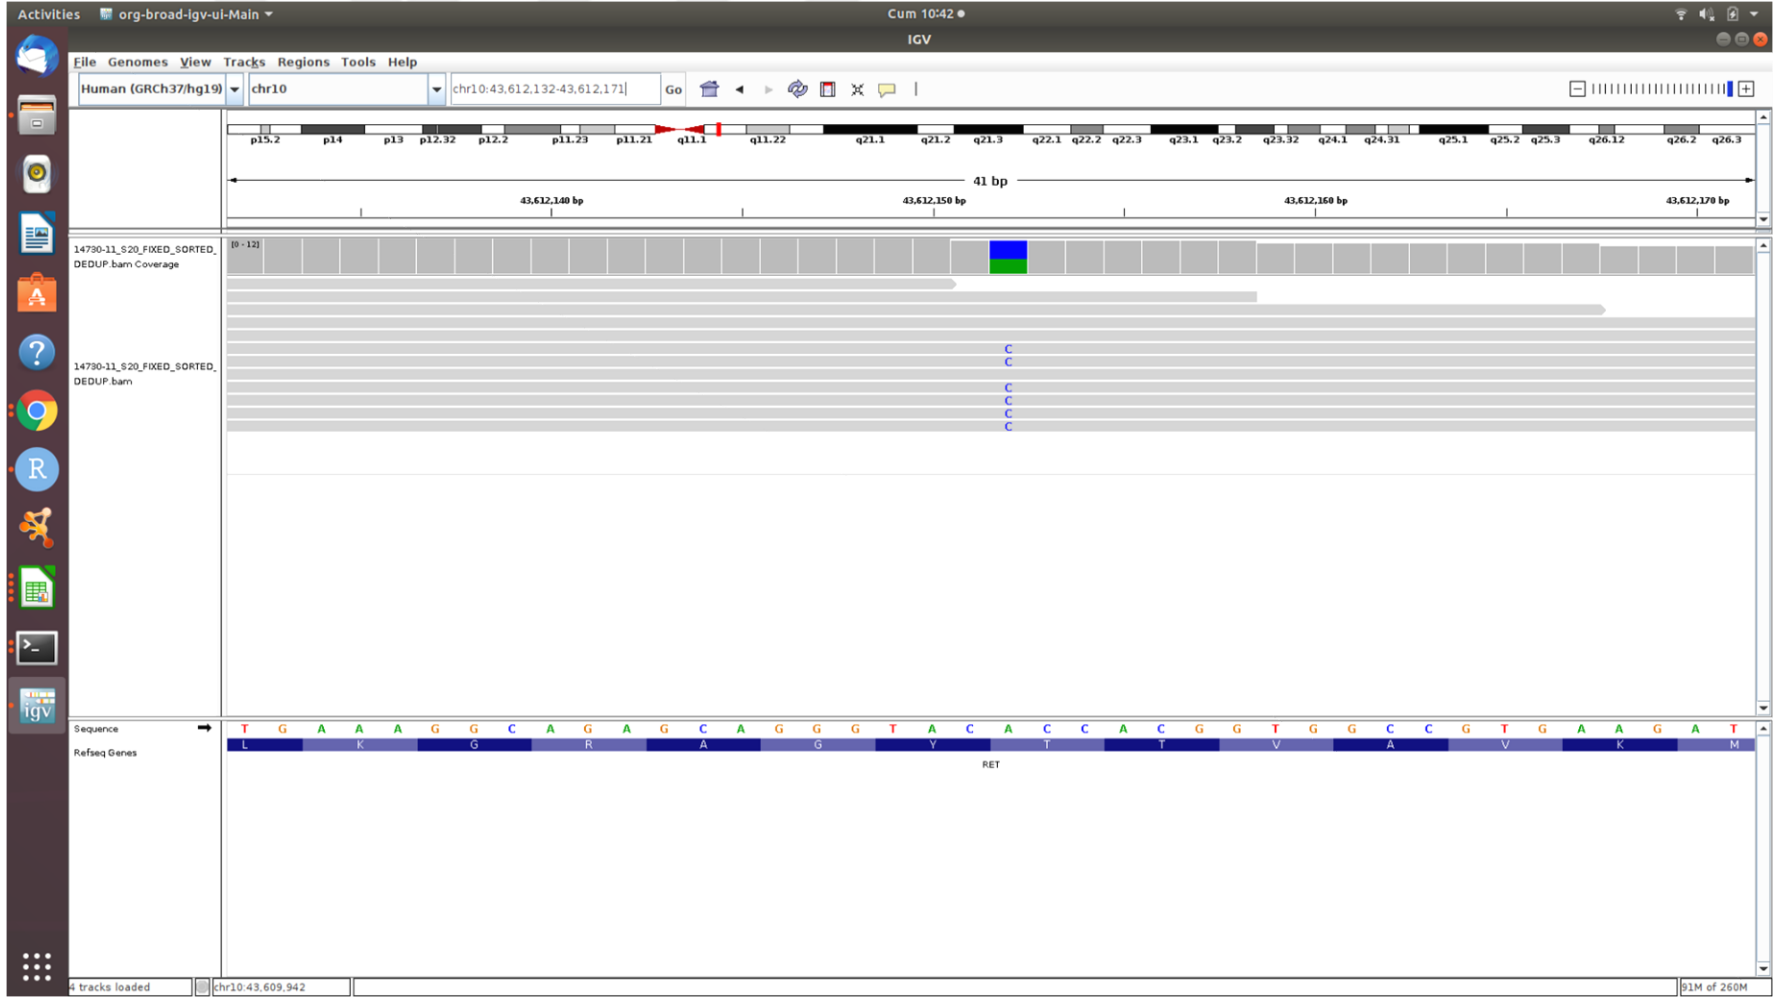 Activities org-broad-igv-ui-Main Cum 10:42
IGV
File Genomes View Tracks Regions Tools Help
Human (GRCh37/hg19) chr10 chr10:43,612,132-43,612,171 Go
p15.2 p14 p13 p12.32 p12.2 p11.23 p11.21 q11.1 q11.22 q21.1 q21.2 q21.3 q22.1 q22.2 q22.3 q23.1 q23.2 q23.32 q24.1 q24.31 q25.1 q25.2 q25.3 q26.12 q26.2 q26.3
41 bp
43,612,140 bp 43,612,150 bp 43,612,160 bp 43,612,170 bp
14730-11_S20_FIXED_SORTED_
DEDUP.bam Coverage
[0 - 12]
C
C
14730-11_S20_FIXED_SORTED_
DEDUP.bam
C
C
C
C
Sequence T G A A A G G C A G A G C A G G G T A C A C C A C G G T G G C C G T G A A G A T
Refseq Genes L K G R A G Y T T V A V K M
RET
R
igv
4 tracks loaded chr10:43,609,942 91M of 260M